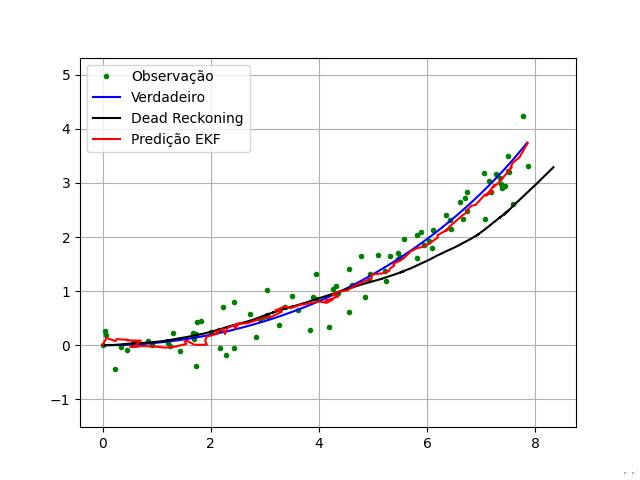 Observação
Verdadeiro
Dead Reckoning
Predição EKF
5
4
3
2
1
0
−1
0 2 4 6 8